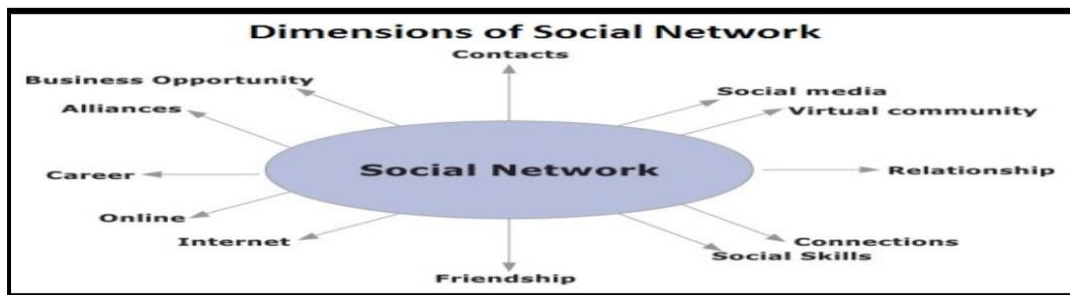 Dimensions of Social Network
Contacts
Business Opportunity
Social media
Alliances
Virtual community
Social Network
Career
Relationship
Online
Internet
Connections
Social Skills
Friendship